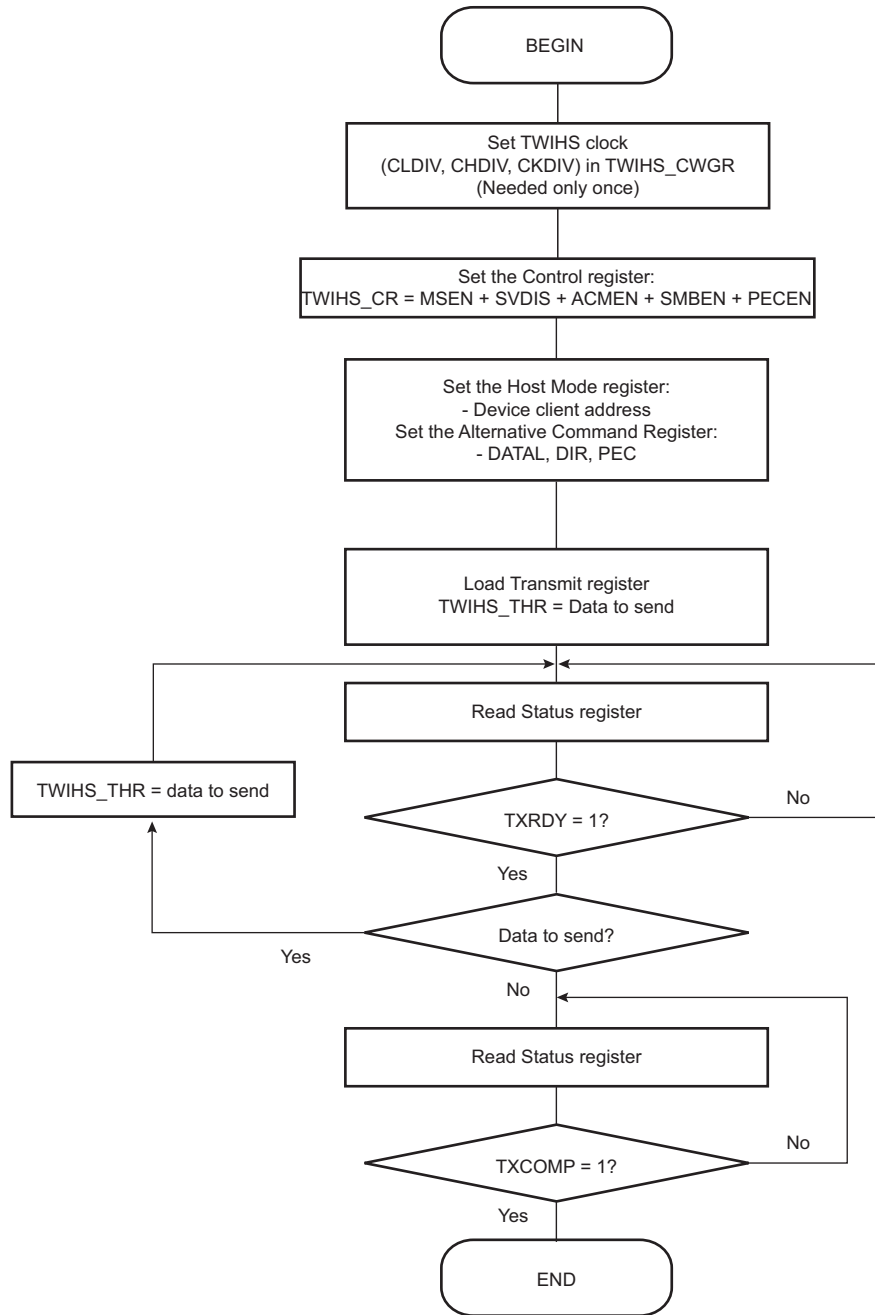 BEGIN
Set TWIHS clock
(CLDIV, CHDIV, CKDIV) in TWIHS_CWGR
(Needed only once)
Set the Control register:
TWIHS_CR = MSEN + SVDIS + ACMEN + SMBEN + PECEN
Set the Host Mode register:
- Device client address
Set the Alternative Command Register:
- DATAL, DIR, PEC
Load Transmit register
TWIHS_THR = Data to send
Read Status register
TWIHS_THR = data to send
TXRDY = 1?
No
Yes
Data to send?
Yes
No
Read Status register
TXCOMP = 1?
No
Yes
END